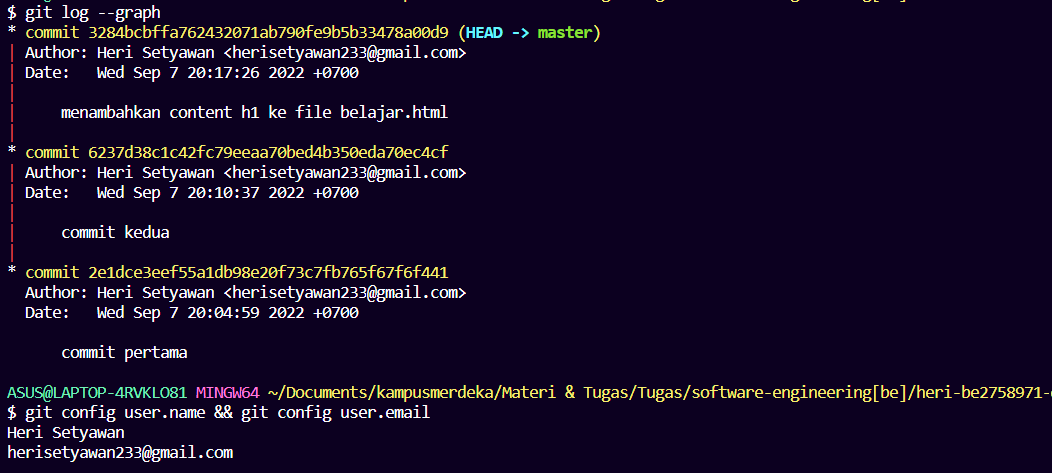 $ git log --graph
* commit 3284bcbffa762432071ab790fe9b5b33478a00d9 (HEAD -> master)
| Author: Heri Setyawan <herisetyawan233@gmail.com>
| Date:   Wed Sep 7 20:17:26 2022 +0700
|
|     menambahkan content h1 ke file belajar.html
|
* commit 6237d38c1c42fc79eeaa70bed4b350eda70ec4cf
| Author: Heri Setyawan <herisetyawan233@gmail.com>
| Date:   Wed Sep 7 20:10:37 2022 +0700
|
|     commit kedua
|
* commit 2e1dce3eef55a1db98e20f73c7fb765f67f6f441
  Author: Heri Setyawan <herisetyawan233@gmail.com>
  Date:   Wed Sep 7 20:04:59 2022 +0700

      commit pertama

ASUS@LAPTOP-4RVKLO81 MINGW64 ~/Documents/kampusmerdeka/Materi & Tugas/Tugas/software-engineering[be]/heri-be2758971-
$ git config user.name && git config user.email
Heri Setyawan
herisetyawan233@gmail.com